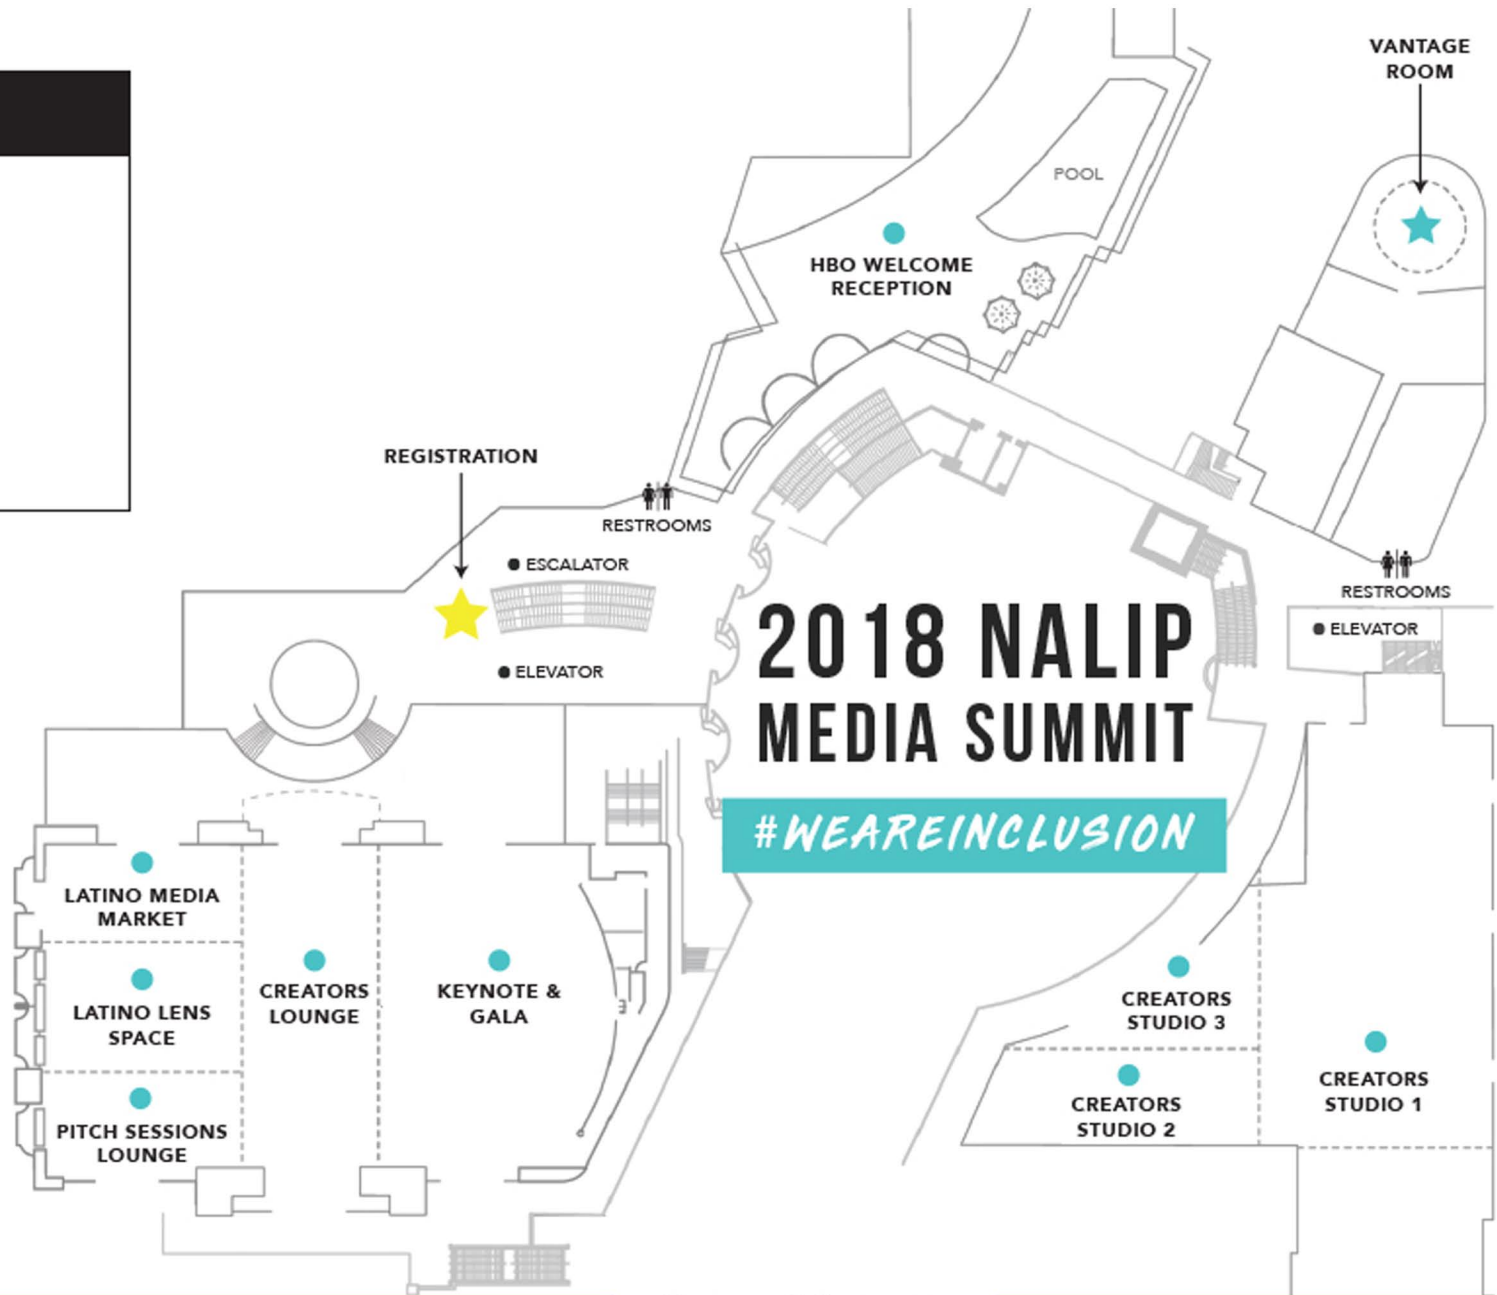 VANTAGE
ROOM
POOL
HBO WELCOME
RECEPTION
REGISTRATION
RESTROOMS
ESCALATOR
ELEVATOR
RESTROOMS
ELEVATOR
2018 NALIP
MEDIA SUMMIT
#WEAREINCLUSION
LATINO MEDIA
MARKET
LATINO LENS
SPACE
PITCH SESSIONS
LOUNGE
CREATORS
LOUNGE
KEYNOTE &
GALA
CREATORS
STUDIO 3
CREATORS
STUDIO 2
CREATORS
STUDIO 1